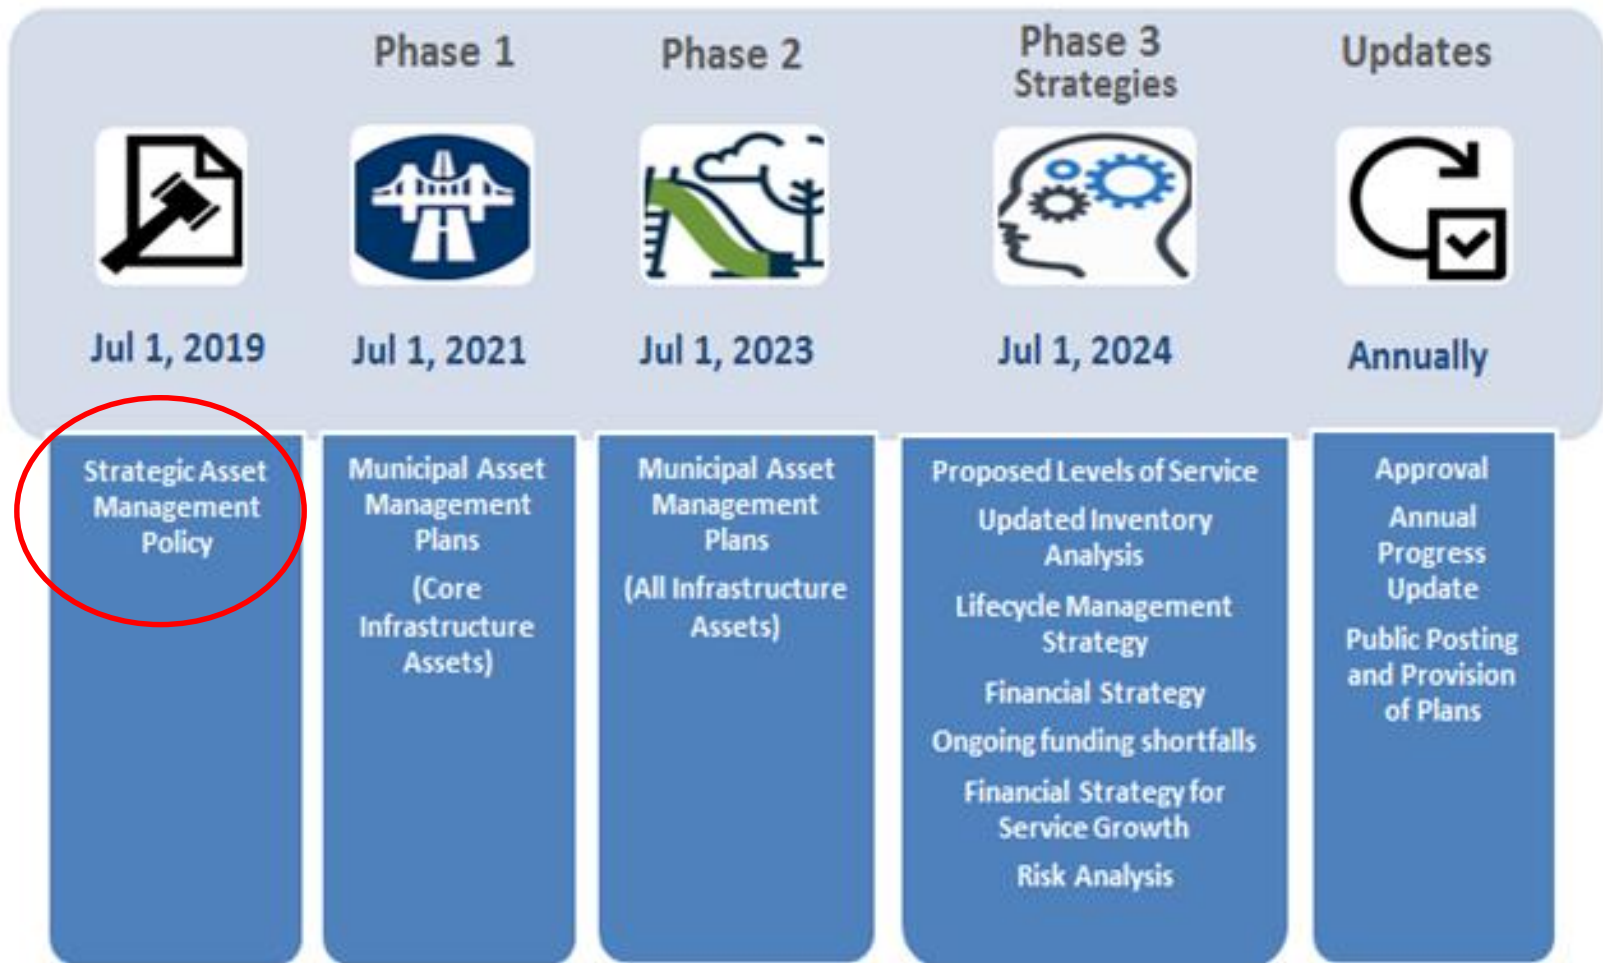 Phase 1
Phase 2
Phase 3
Strategies
Updates
Jul 1, 2019
Jul 1, 2021
Jul 1, 2023
Jul 1, 2024
Annually
Strategic Asset
Management
Policy
Municipal Asset
Management
Plans
(Core
Infrastructure
Assets)
Municipal Asset
Management
Plans
(All Infrastructure
Assets)
Proposed Levels of Service
Updated Inventory
Analysis
Lifecycle Management
Strategy
Financial Strategy
Ongoing funding shortfalls
Financial Strategy for
Service Growth
Risk Analysis
Approval
Annual
Progress
Update
Public Posting
and Provision
of Plans